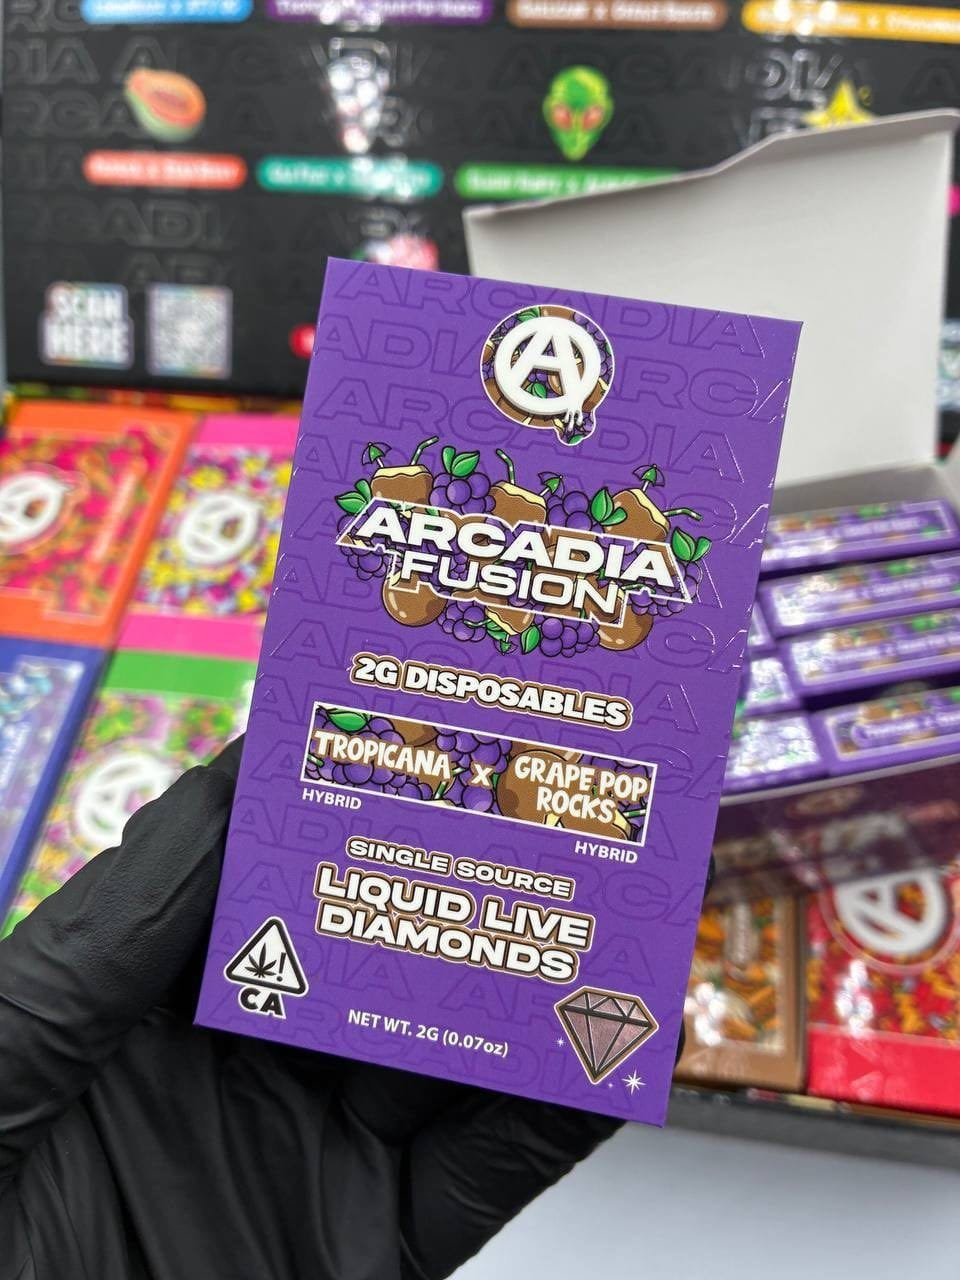 SCAN
HERE
ARCADIA
FUSION
2G DISPOSABLES
TROPICANA x GRAPE POP
ROCKS
HYBRID
HYBRID
SINGLE SOURCE
LIQUID LIVE
DIAMONDS
CA
NET WT. 2G (0.07oz)